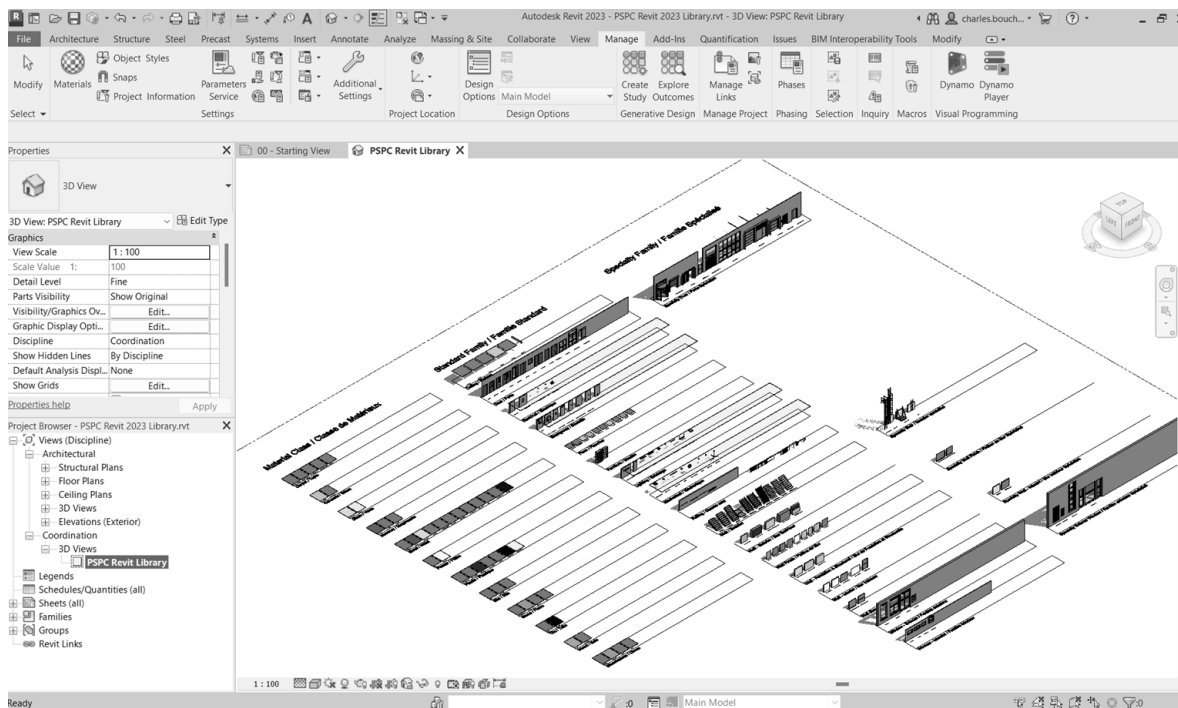 Autodesk Revit 2023 - PSPC Revit 2023 Library.rvt - 3D View: PSPC Revit Library
charles.bouch...
File Architecture Structure Steel Precast Systems Insert Annotate Analyze Massing & Site Collaborate View Manage Add-Ins Quantification Issues BIM Interoperability Tools Modify
Modify
Materials
Object Styles
Snaps
Project Information
Parameters
Service
Additional
Settings
Design
Options
Main Model
Create
Study
Explore
Outcomes
Manage
Links
Phases
Dynamo
Dynamo
Player
Select Settings Project Location Design Options Generative Design Manage Project Phasing Selection Inquiry Macros Visual Programming
Properties X
00 - Starting View
PSPC Revit Library X
3D View
3D View: PSPC Revit Library
Edit Type
Graphics
View Scale 1 : 100
Scale Value 1: 100
Detail Level Fine
Parts Visibility Show Original
Visibility/Graphics Ov... Edit...
Graphic Display Opti... Edit...
Discipline Coordination
Show Hidden Lines By Discipline
Default Analysis Displ... None
Show Grids Edit...
Properties help Apply
Project Browser - PSPC Revit 2023 Library.rvt X
Views (Discipline)
Architectural
Structural Plans
Floor Plans
Ceiling Plans
3D Views
Elevations (Exterior)
Coordination
3D Views
PSPC Revit Library
Legends
Schedules/Quantities (all)
Sheets (all)
Families
Groups
Revit Links
Specialty Family / Famille Spécialisé
Standard Family / Famille Standard
Material Class / Classe de Matériaux
TOP
LEFT
FRONT
1 : 100
Ready
:0
Main Model
:0